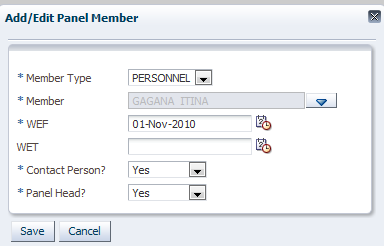 Add/Edit Panel Member
* Member Type PERSONNEL
* Member GAGANA ITINA
* WEF 01-Nov-2010
WET
* Contact Person? Yes
* Panel Head? Yes
Save Cancel